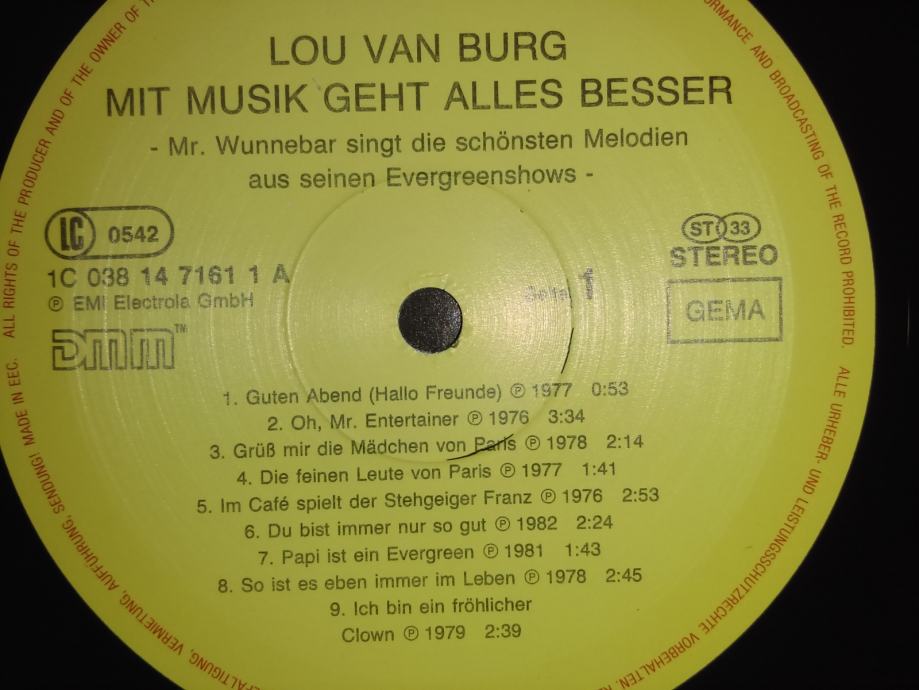 LOU VAN BURG
MIT MUSIK GEHT ALLES BESSER
- Mr. Wunnebar singt die schönsten Melodien
aus seinen Evergreenshows -
LC 0542
1C 038 14 7161 1 A
℗ EMI Electrola GmbH
DMM™
Seite 1
ST 33
STEREO
GEMA
1. Guten Abend (Hallo Freunde) ℗ 1977 0:53
2. Oh, Mr. Entertainer ℗ 1976 3:34
3. Grüß mir die Mädchen von Paris ℗ 1978 2:14
4. Die feinen Leute von Paris ℗ 1977 1:41
5. Im Café spielt der Stehgeiger Franz ℗ 1976 2:53
6. Du bist immer nur so gut ℗ 1982 2:24
7. Papi ist ein Evergreen ℗ 1981 1:43
8. So ist es eben immer im Leben ℗ 1978 2:45
9. Ich bin ein fröhlicher
Clown ℗ 1979 2:39
MADE IN EEC. ALL RIGHTS OF THE PRODUCER AND OF THE OWNER OF
AND BROADCASTING OF THE RECORD PROHIBITED.
ALLE URHEBER- UND LEISTUNGSSCHUTZRECHTE VORBEHALTEN.
VERMIETUNG, AUFFÜHRUNG, SENDUNG!